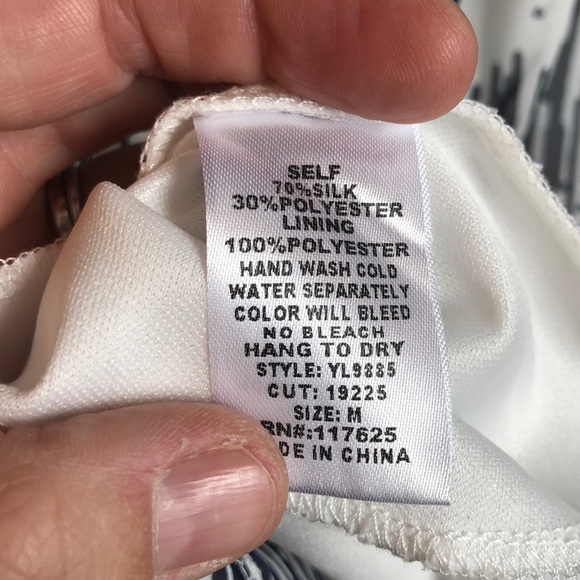 SELF
70%SILK
30%POLYESTER
LINING
100%POLYESTER
HAND WASH COLD
WATER SEPARATELY
COLOR WILL BLEED
NO BLEACH
HANG TO DRY
STYLE: YL9885
CUT: 19225
SIZE: M
RN#:117625
DE IN CHINA